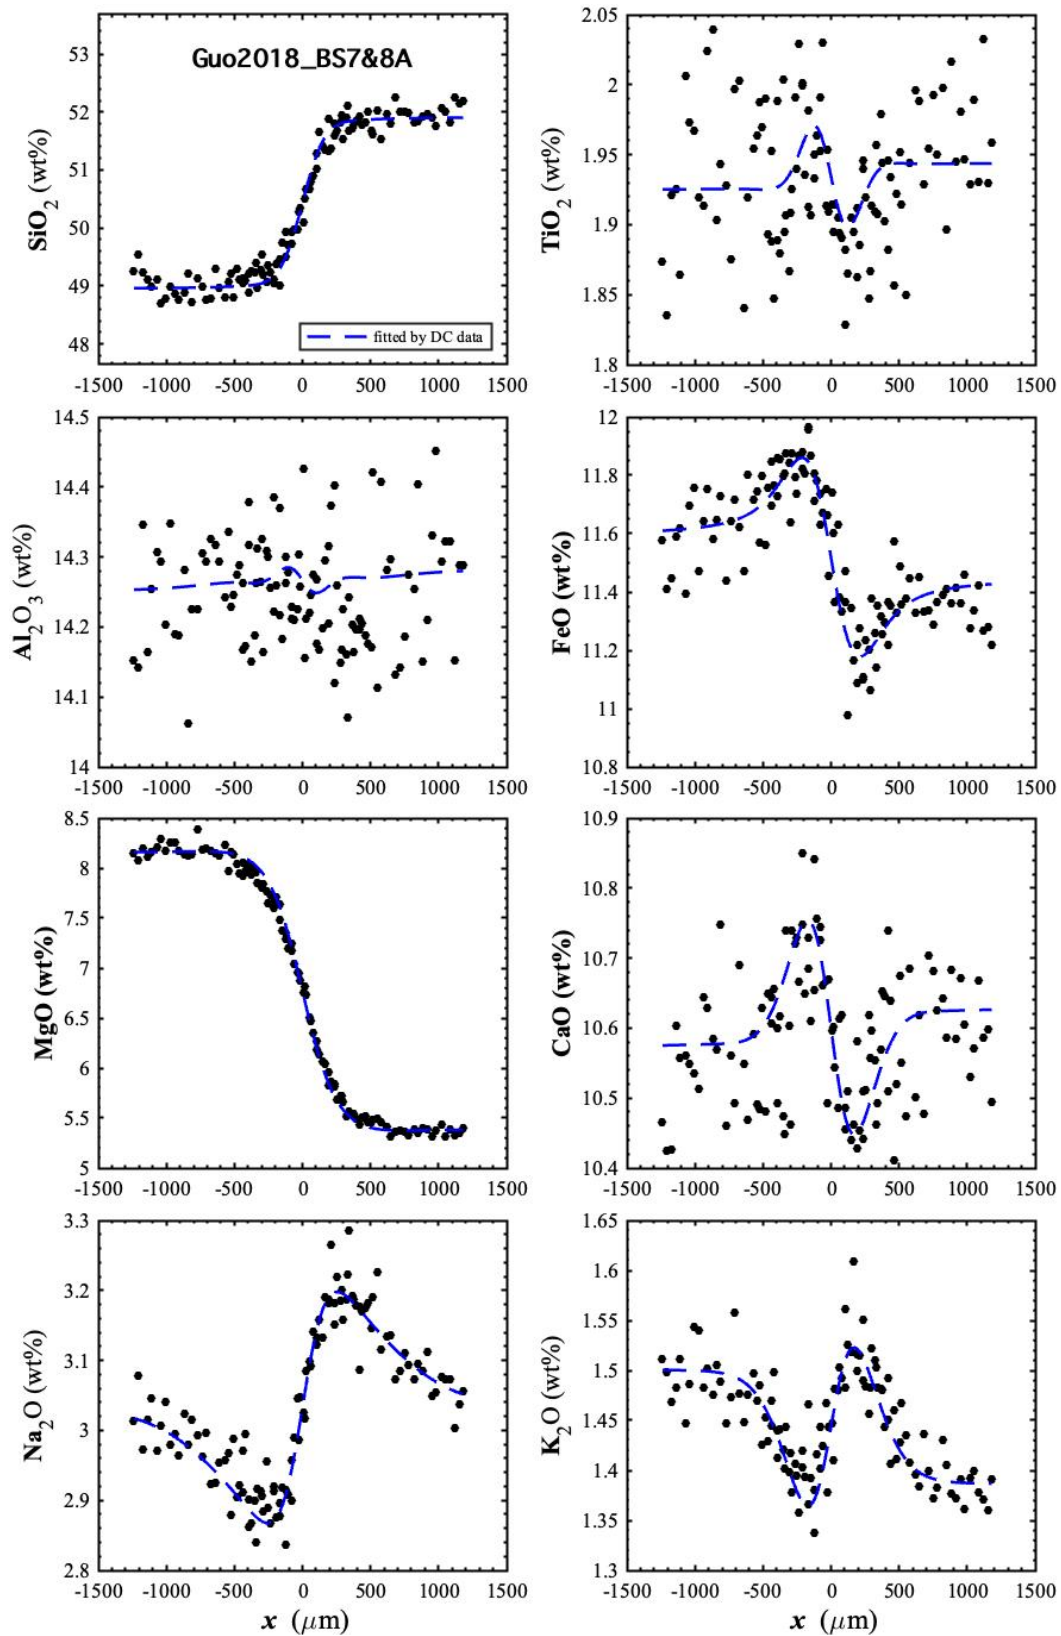 Guo2018_BS7&8A
SiO2 (wt%)
53
52
51
50
49
48
fitted by DC data
-1500 -1000 -500 0 500 1000 1500
TiO2 (wt%)
2.05
2
1.95
1.9
1.85
1.8
-1500 -1000 -500 0 500 1000 1500
Al2O3 (wt%)
14.5
14.4
14.3
14.2
14.1
14
-1500 -1000 -500 0 500 1000 1500
FeO (wt%)
12
11.8
11.6
11.4
11.2
11
10.8
-1500 -1000 -500 0 500 1000 1500
MgO (wt%)
8.5
8
7.5
7
6.5
6
5.5
5
-1500 -1000 -500 0 500 1000 1500
CaO (wt%)
10.9
10.8
10.7
10.6
10.5
10.4
-1500 -1000 -500 0 500 1000 1500
Na2O (wt%)
3.3
3.2
3.1
3
2.9
2.8
-1500 -1000 -500 0 500 1000 1500
x (μm)
K2O (wt%)
1.65
1.6
1.55
1.5
1.45
1.4
1.35
1.3
-1500 -1000 -500 0 500 1000 1500
x (μm)